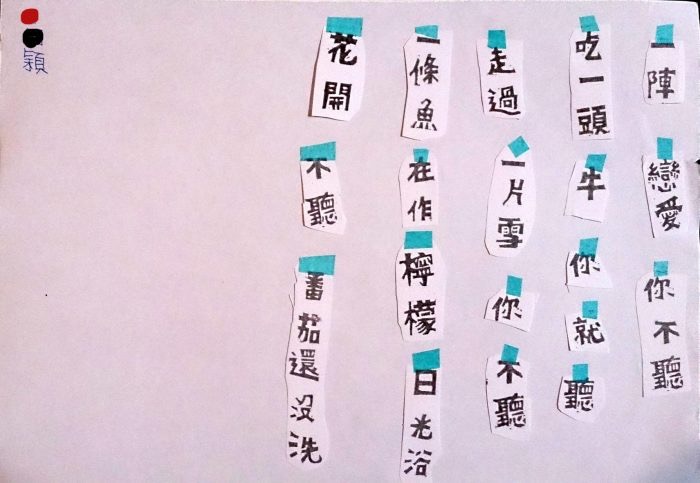 一陣戀愛你不聽
吃一頭牛你就聽
走過一片雪你不聽
一條魚在作檸檬日光浴
花開不聽番茄還沒洗
穎